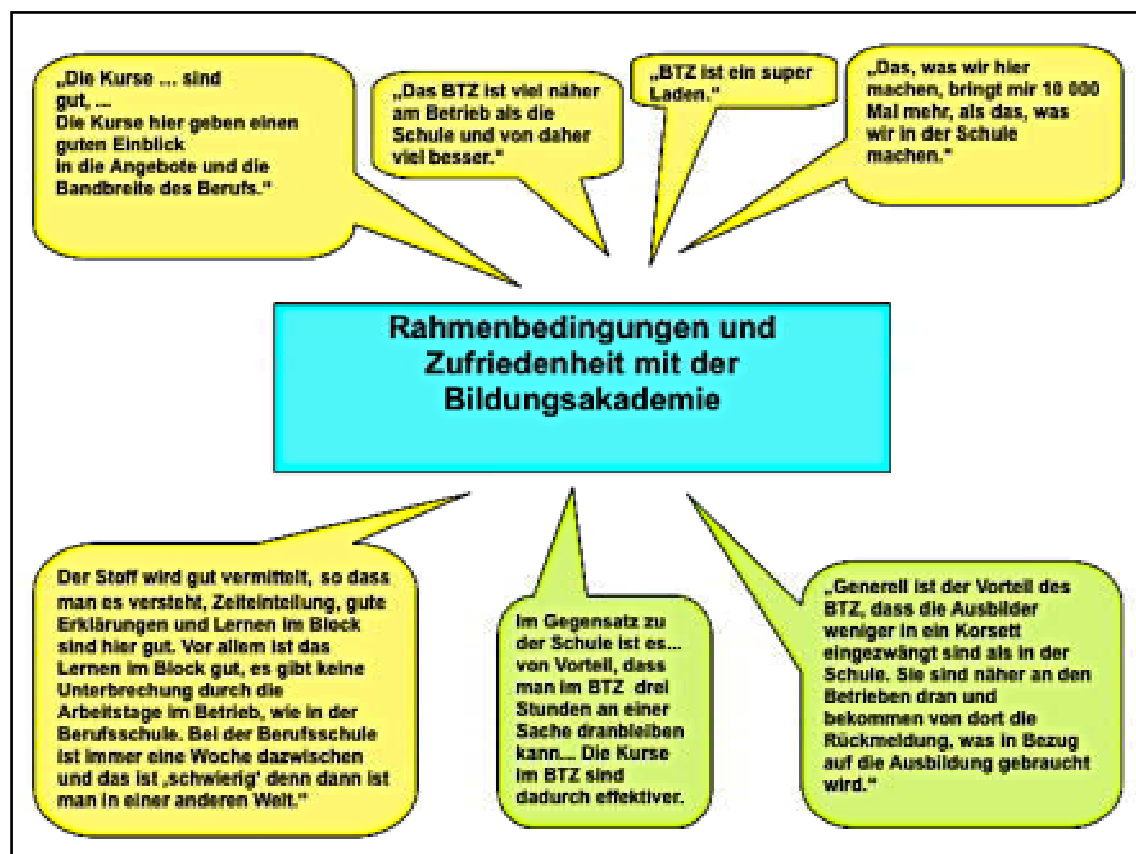 „Die Kurse ... sind
gut, ...
Die Kurse hier geben einen
guten Einblick
in die Angebote und die
Bandbreite des Berufs.“
„Das BTZ ist viel näher
am Betrieb als die
Schule und von daher
viel besser.“
„BTZ ist ein super
Laden.“
„Das, was wir hier
machen, bringt mir 10 000
Mal mehr, als das, was
wir in der Schule
machen.“
Rahmenbedingungen und
Zufriedenheit mit der
Bildungsakademie
Der Stoff wird gut vermittelt, so dass
man es versteht, Zeiteinteilung, gute
Erklärungen und Lernen im Block
sind hier gut. Vor allem ist das
Lernen im Block gut, es gibt keine
Unterbrechung durch die
Arbeitstage im Betrieb, wie in der
Berufsschule. Bei der Berufsschule
ist immer eine Woche dazwischen
und das ist ‚schwierig‘ denn dann ist
man in einer anderen Welt.“
Im Gegensatz zu
der Schule ist es...
von Vorteil, dass
man im BTZ drei
Stunden an einer
Sache dranbleiben
kann... Die Kurse
im BTZ sind
dadurch effektiver.
„Generell ist der Vorteil des
BTZ, dass die Ausbilder
weniger in ein Korsett
eingezwängt sind als in der
Schule. Sie sind näher an den
Betrieben dran und
bekommen von dort die
Rückmeldung, was in Bezug
auf die Ausbildung gebraucht
wird.“